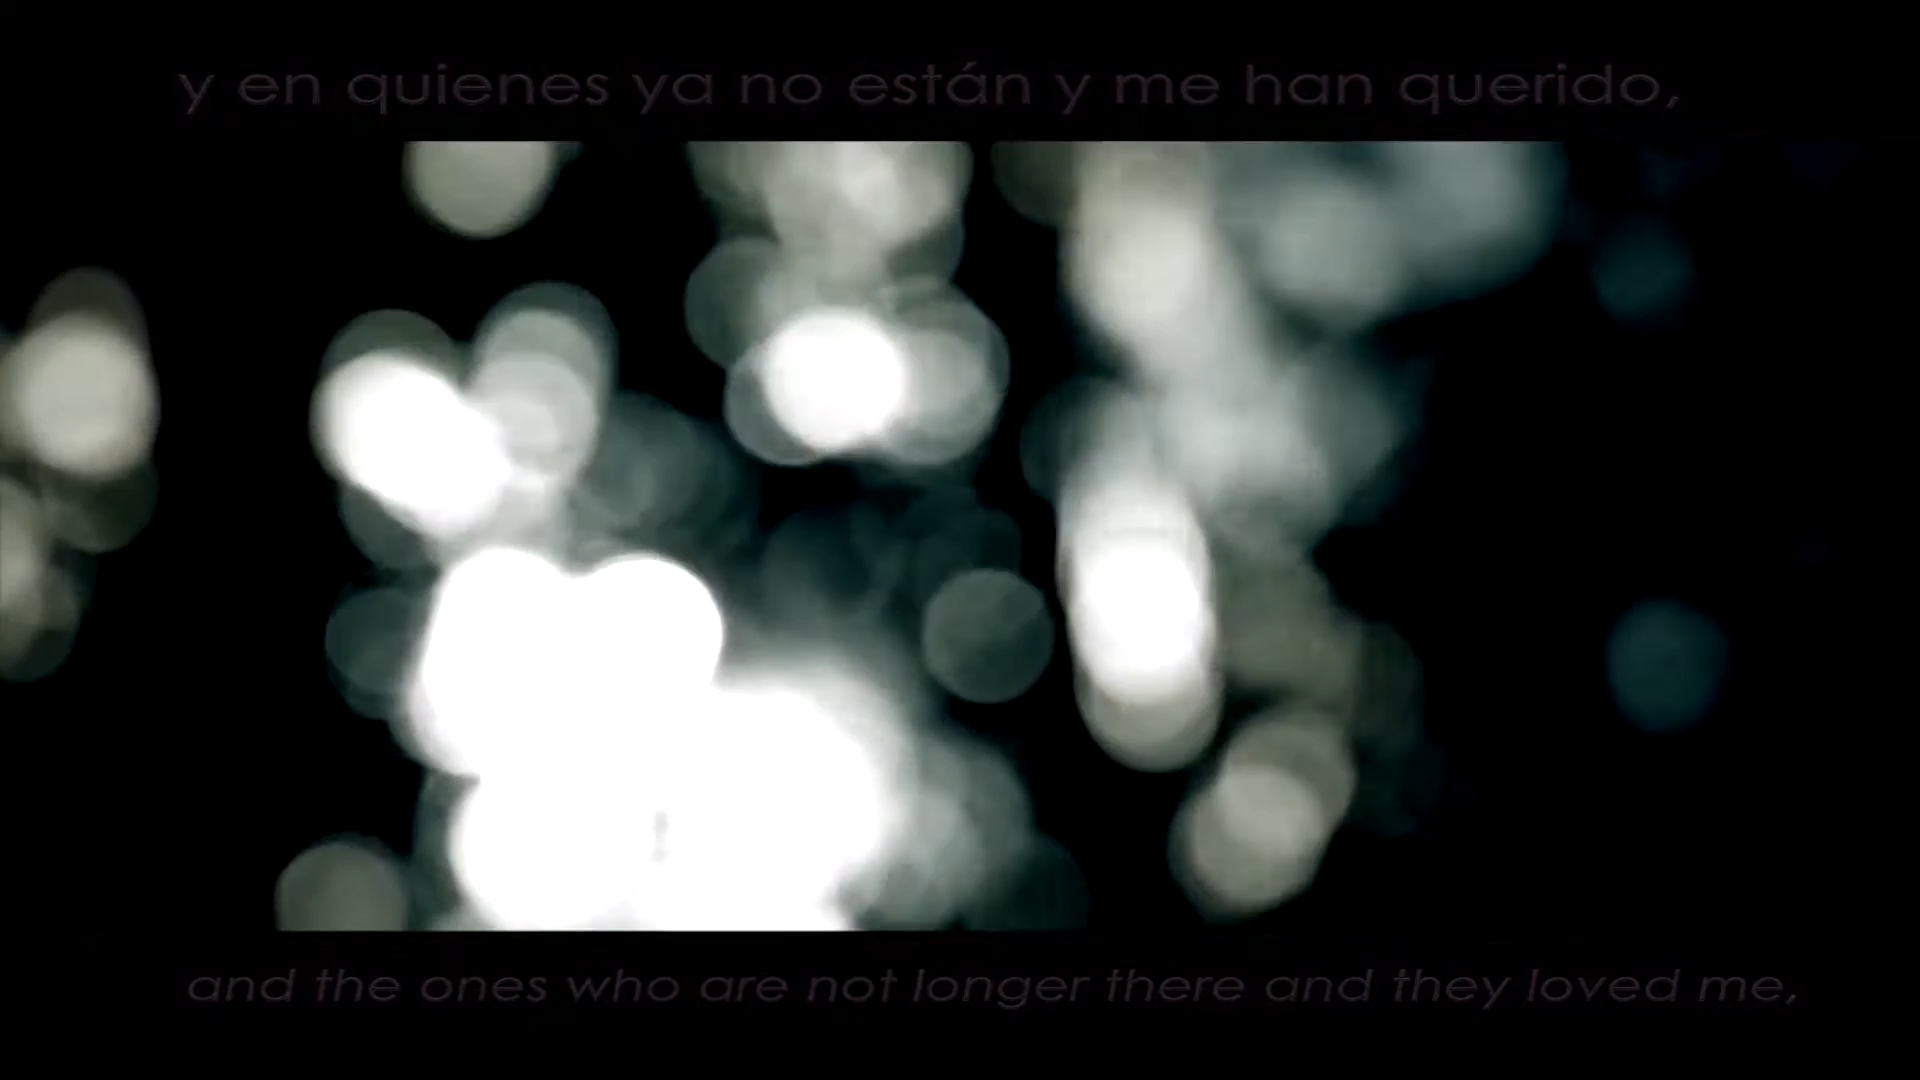 y en quienes ya no están y me han querido,
and the ones who are not longer there and they loved me,